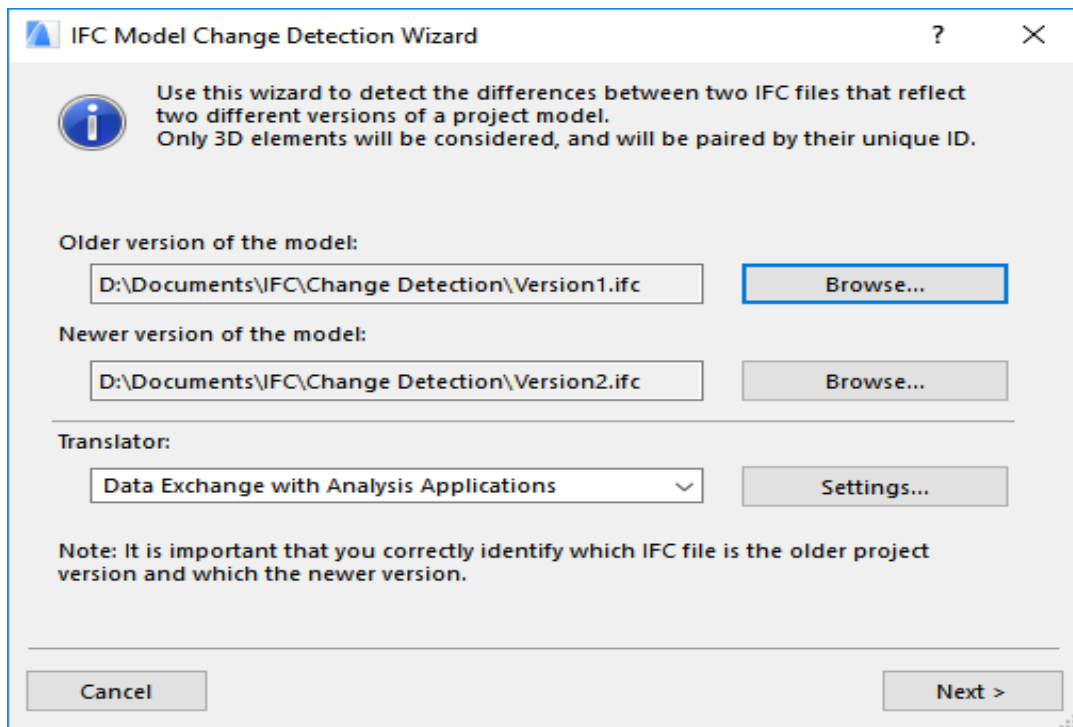 IFC Model Change Detection Wizard ?
Use this wizard to detect the differences between two IFC files that reflect
two different versions of a project model.
Only 3D elements will be considered, and will be paired by their unique ID.
Older version of the model:
D:\Documents\IFC\Change Detection\Version1.ifc Browse...
Newer version of the model:
D:\Documents\IFC\Change Detection\Version2.ifc Browse...
Translator:
Data Exchange with Analysis Applications Settings...
Note: It is important that you correctly identify which IFC file is the older project
version and which the newer version.
Cancel Next >